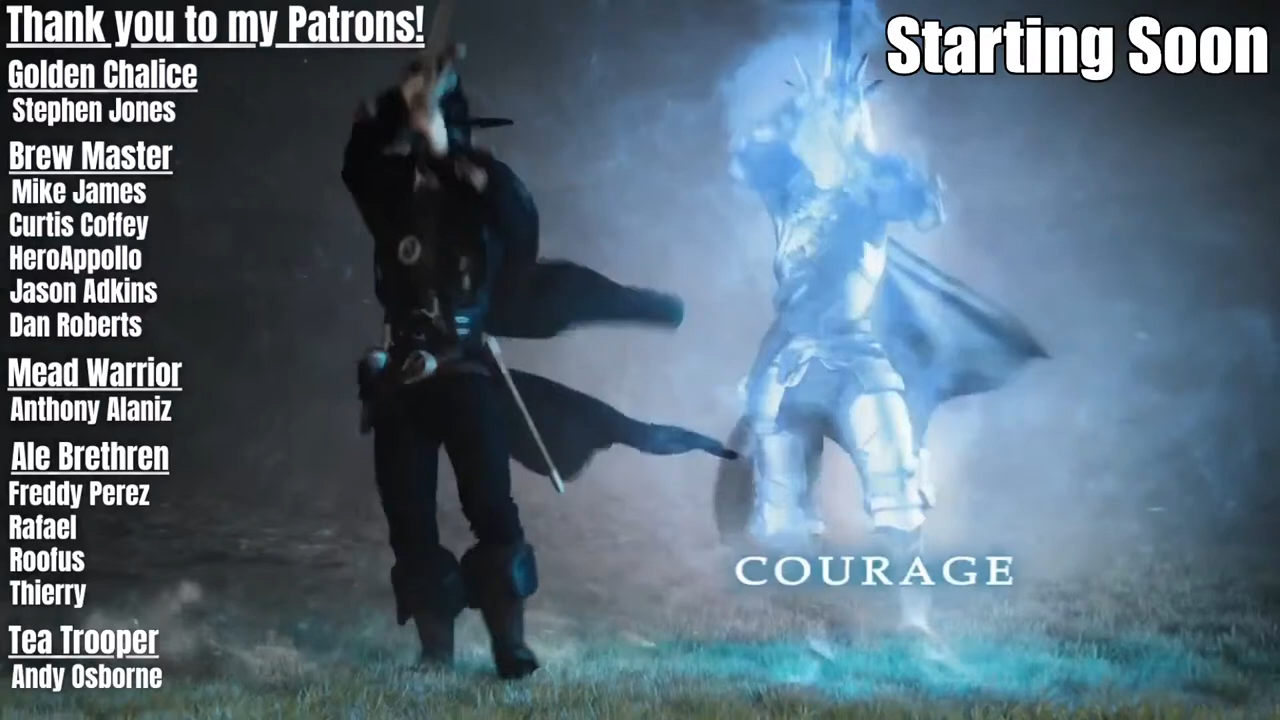 Thank you to my Patrons!
Starting Soon
Golden Chalice
Stephen Jones
Brew Master
Mike James
Curtis Coffey
HeroAppollo
Jason Adkins
Dan Roberts
Mead Warrior
Anthony Alaniz
Ale Brethren
Freddy Perez
Rafael
Roofus
Thierry
Tea Trooper
Andy Osborne
COURAGE